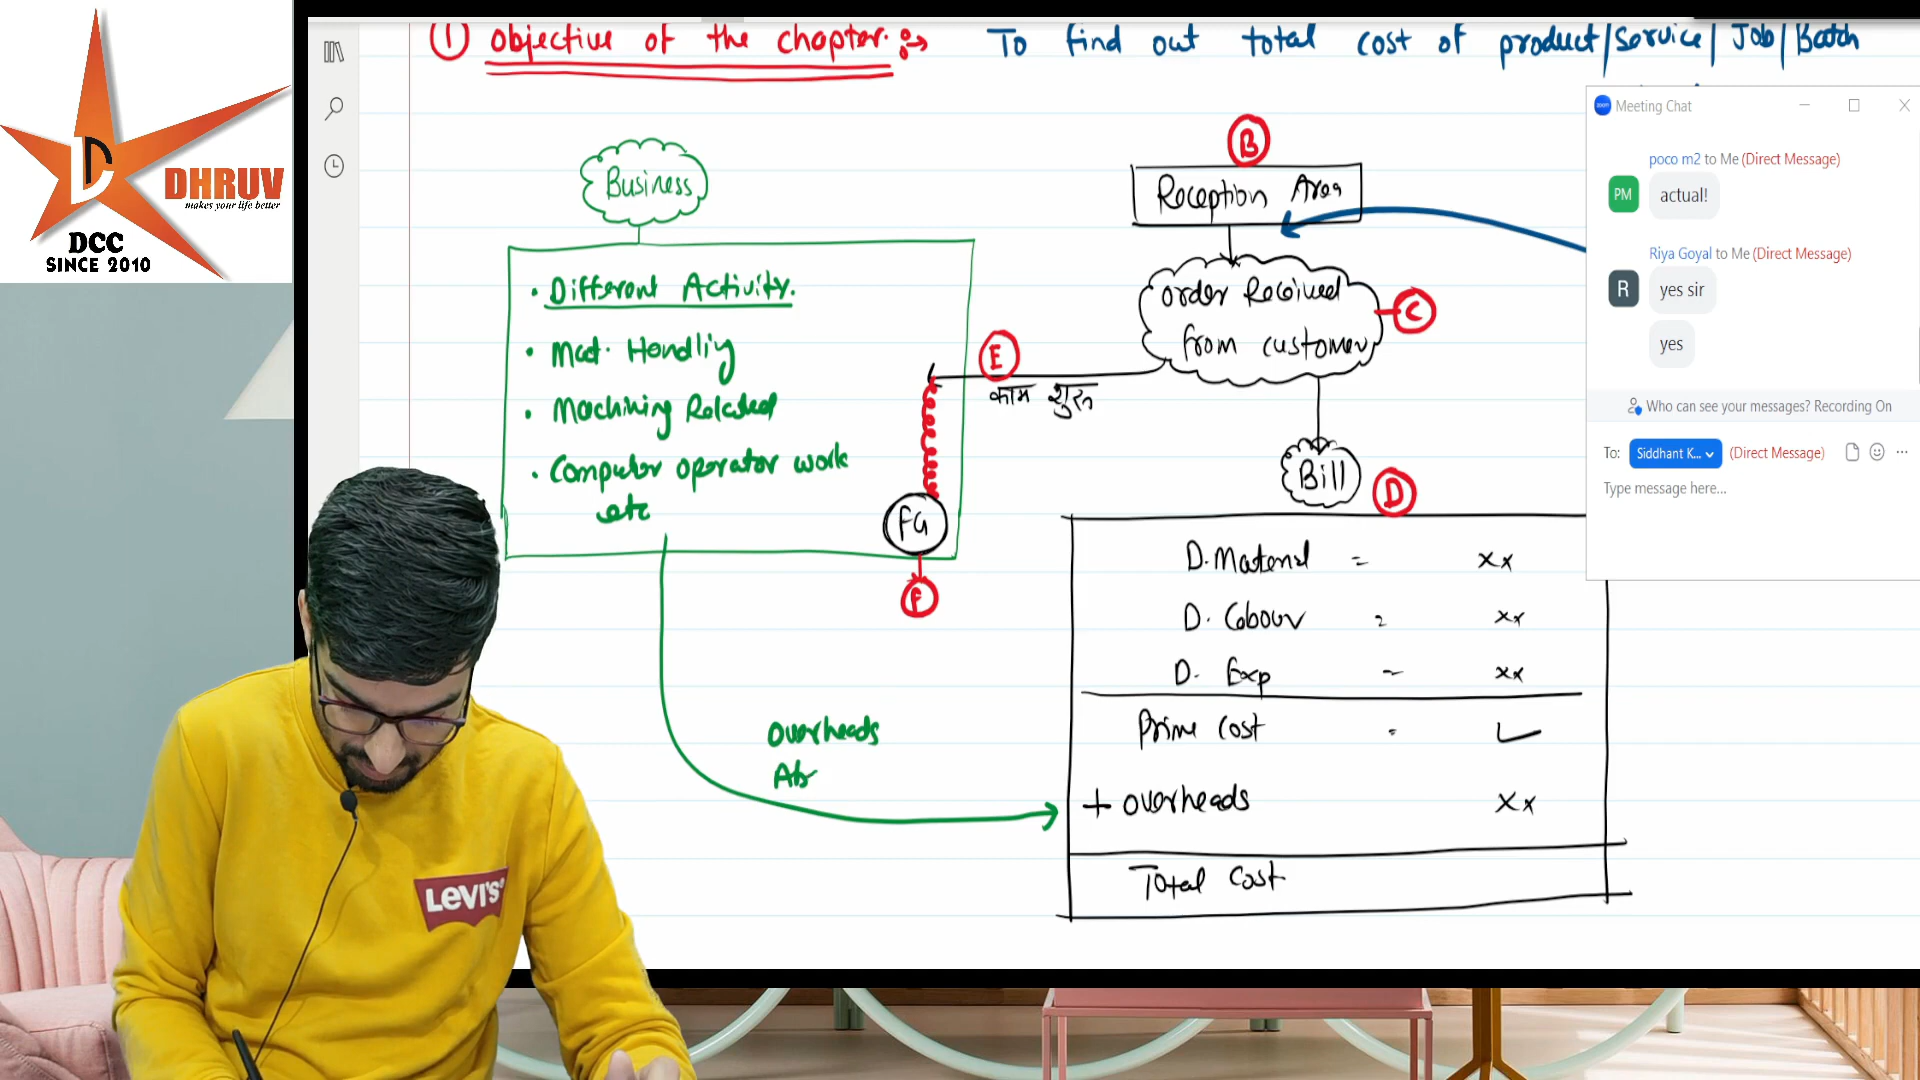 ① Objective of the chapter :→ To find out total cost of product/Service/Job/Batch
DHRUV
makes your life better
DCC
SINCE 2010
Business
• Different Activity.
• Mat. Handling
• Machining Related
• Computer operator work
etc
FG
F
E
काम शुरू
B
Reception Area
Order Received
from customer
C
Bill
D
D. Material = xx
D. Labour = xx
D. Exp = xx
Prime Cost = ✓
+ overheads xx
Total Cost
Overheads
Ab
LEVI'S
zoom
Meeting Chat
poco m2 to Me (Direct Message)
PM
actual!
Riya Goyal to Me (Direct Message)
R
yes sir
yes
Who can see your messages? Recording On
To: Siddhant K... (Direct Message)
Type message here...